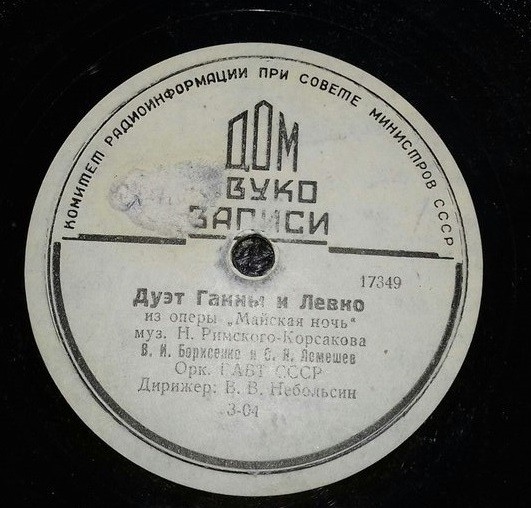 КОМИТЕТ РАДИОИНФОРМАЦИИ ПРИ СОВЕТЕ МИНИСТРОВ СССР
ДОМ
ВУКО
ЗАПИСИ
17349
Дуэт Ганны и Левко
из оперы „Майская ночь“
муз. Н. Римского-Корсакова
В. И. Борисенко и С. Я. Лемешев
Орк. ГАБТ СССР
Дирижер: В. В. Небольсин
3-04